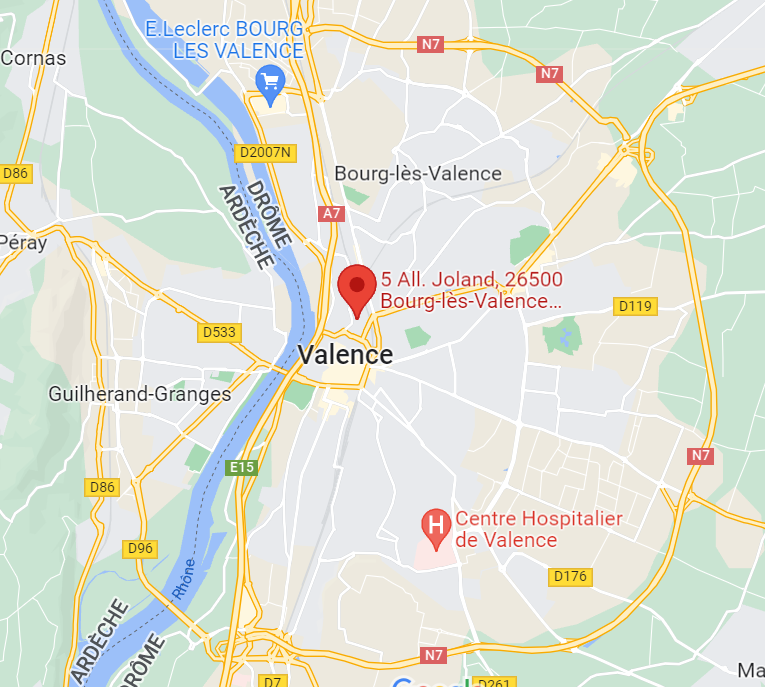 E.Leclerc BOURG
LES VALENCE
N7
Cornas
N7
D2007N
D86
Bourg-lès-Valence
A7
DRÔME
ARDÈCHE
Péray
5 All. Joland, 26500
Bourg-lès-Valence...
D119
D533
Valence
Guilherand-Granges
N7
E15
D86
H
Centre Hospitalier
de Valence
D96
Rhône
D176
ARDÈCHE
DRÔME
N7
D7
D261
Ma